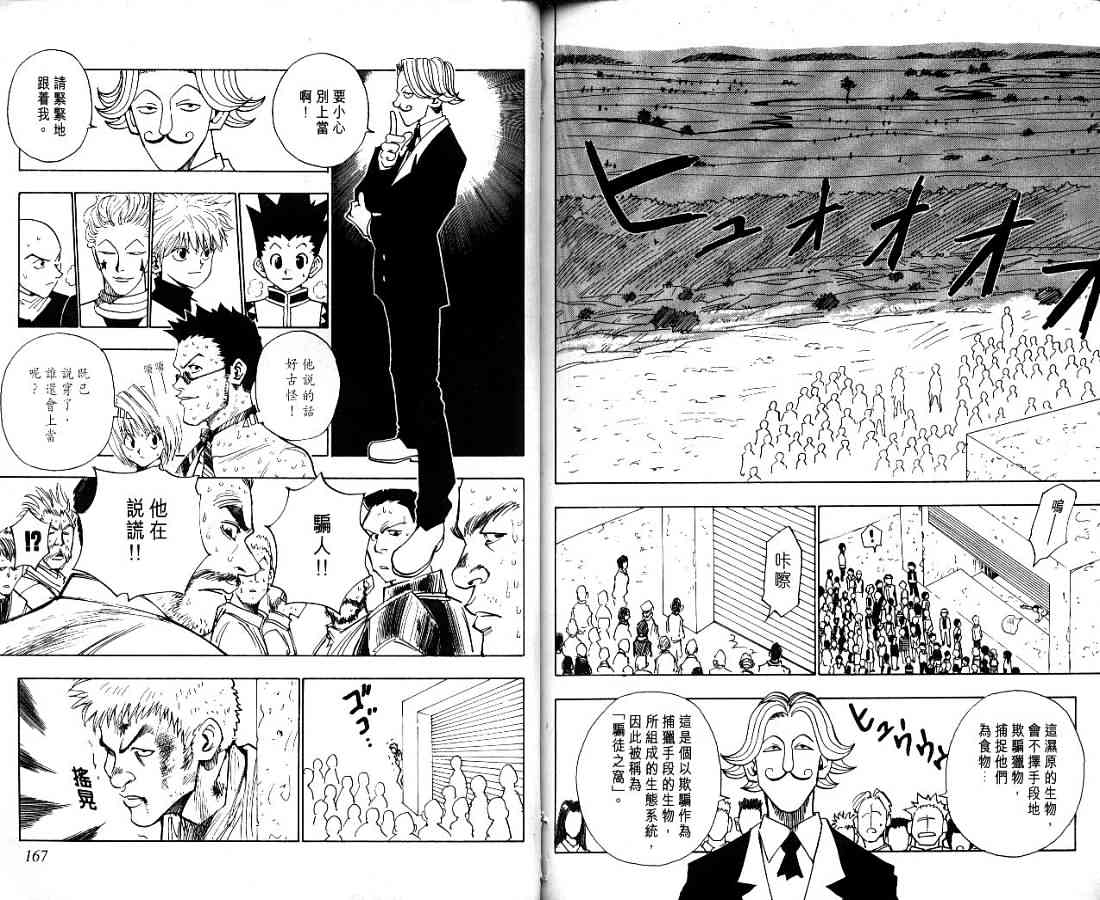 ヒュオオオオ
嗚
！
咔嚓
這濕原的生物，
會不擇手段地
欺騙獵物，
捕捉他們
為食物…
ヒュウウウ
這是個以欺騙作為
捕獵手段的生物，
所組成的生態系統，
因此被稱為
「騙徒之窩」。
要小心
別上當
啊！
請緊緊地
跟着我。
他說的話
好古怪！
嗡
嗡
既已
說穿了，
誰還會上當
呢？
騙人!!
他在
說謊!!
!?
ゴゴ…
搖晃
167